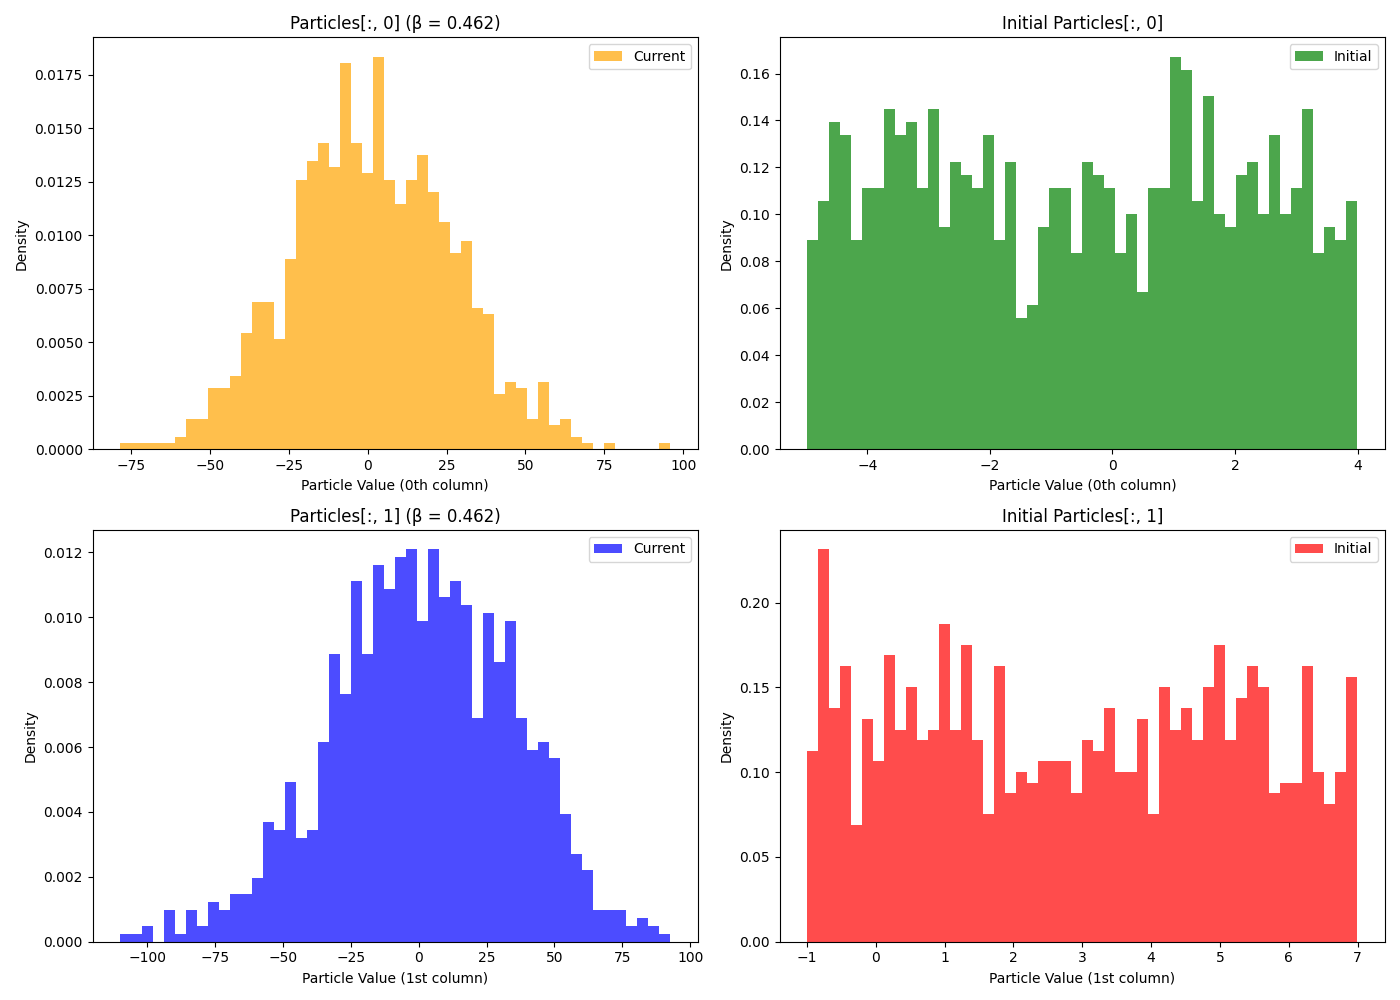 Particles[:, 0] (β = 0.462)
Current
Density
0.0175
0.0150
0.0125
0.0100
0.0075
0.0050
0.0025
0.0000
−75 −50 −25 0 25 50 75 100
Particle Value (0th column)
Initial Particles[:, 0]
Initial
Density
0.16
0.14
0.12
0.10
0.08
0.06
0.04
0.02
0.00
−4 −2 0 2 4
Particle Value (0th column)
Particles[:, 1] (β = 0.462)
Current
Density
0.012
0.010
0.008
0.006
0.004
0.002
0.000
−100 −75 −50 −25 0 25 50 75 100
Particle Value (1st column)
Initial Particles[:, 1]
Initial
Density
0.20
0.15
0.10
0.05
0.00
−1 0 1 2 3 4 5 6 7
Particle Value (1st column)